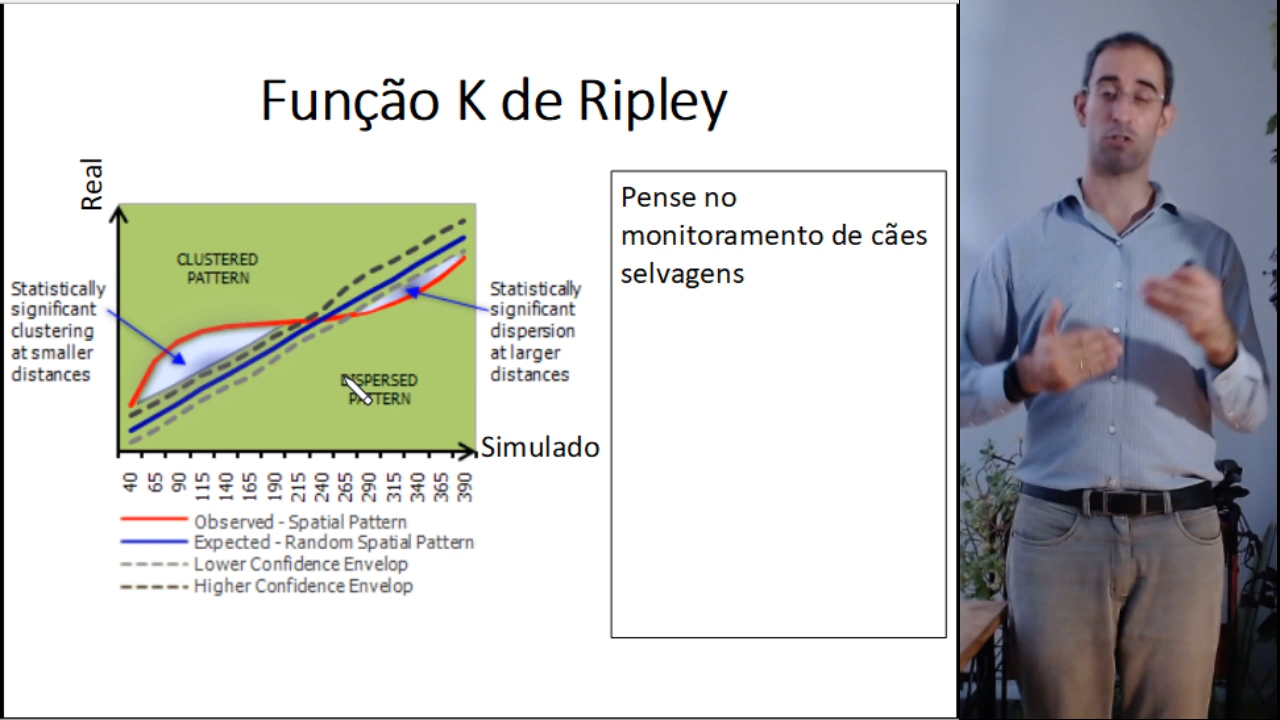 Função K de Ripley
Real
CLUSTERED
PATTERN
Statistically
significant
clustering
at smaller
distances
Statistically
significant
dispersion
at larger
distances
DISPERSED
PATTERN
Simulado
40 65 90 115 140 165 190 215 240 265 290 315 340 365 390
Observed - Spatial Pattern
Expected - Random Spatial Pattern
Lower Confidence Envelop
Higher Confidence Envelop
Pense no
monitoramento de cães
selvagens